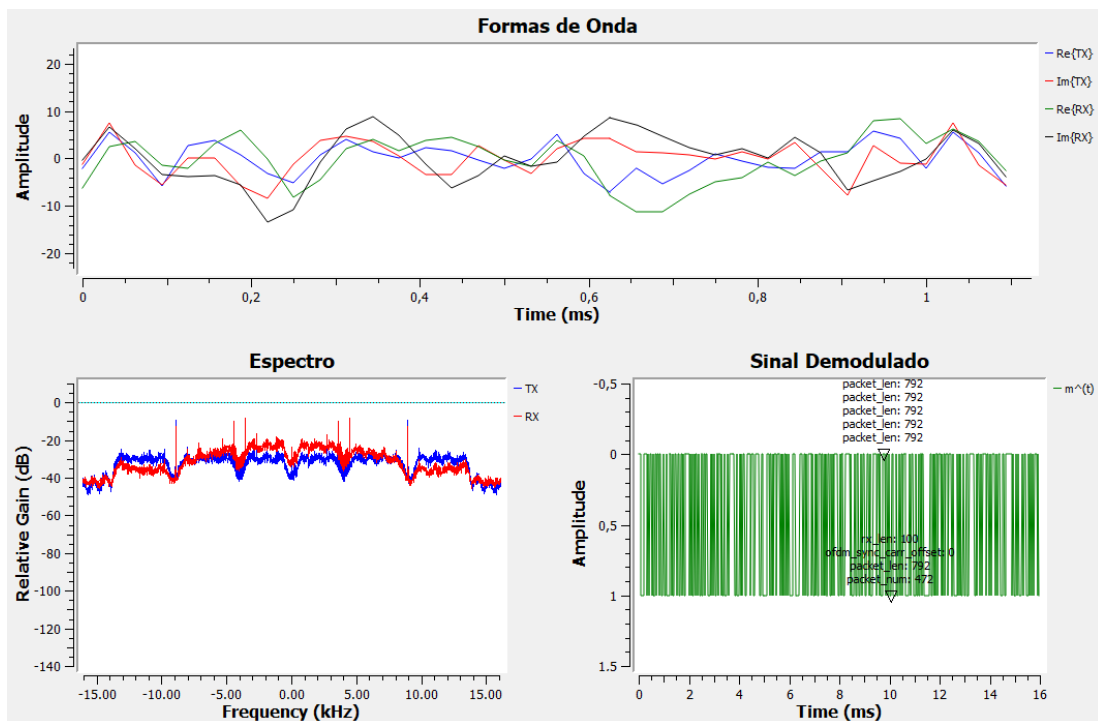 Formas de Onda
Amplitude
20
10
0
-10
-20
0
0,2
0,4
0,6
0,8
1
Time (ms)
Re{TX}
Im{TX}
Re{RX}
Im{RX}
Espectro
Relative Gain (dB)
0
-20
-40
-60
-80
-100
-120
-140
-15.00
-10.00
-5.00
0.00
5.00
10.00
15.00
Frequency (kHz)
TX
RX
Sinal Demodulado
Amplitude
-0,5
0
0,5
1
1.5
packet_len: 792
packet_len: 792
packet_len: 792
packet_len: 792
packet_len: 792
rx_len: 100
ofdm_sync_carr_offset: 0
packet_len: 792
packet_num: 472
0
2
4
6
8
10
12
14
16
Time (ms)
m^(t)